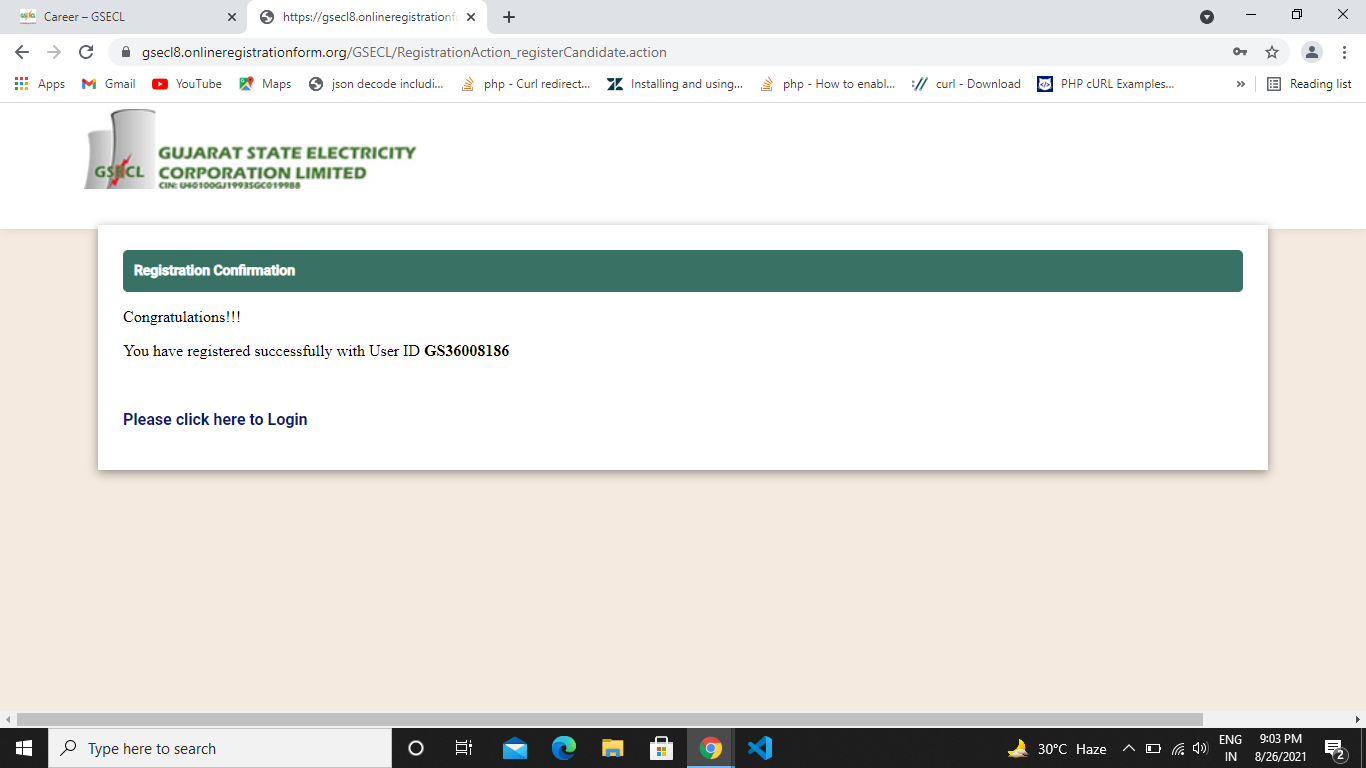 Career – GSECL
https://gsecl8.onlineregistrationf
gsecl8.onlineregistrationform.org/GSECL/RegistrationAction_registerCandidate.action
Apps
Gmail
YouTube
Maps
json decode includi...
php - Curl redirect...
Installing and using...
php - How to enabl...
curl - Download
PHP cURL Examples...
»
Reading list
GSECL
GUJARAT STATE ELECTRICITY
CORPORATION LIMITED
CIN: U40100GJ1993SGC019988
Registration Confirmation
Congratulations!!!
You have registered successfully with User ID GS36008186
Please click here to Login
Type here to search
30°C Haze
ENG
IN
9:03 PM
8/26/2021
2